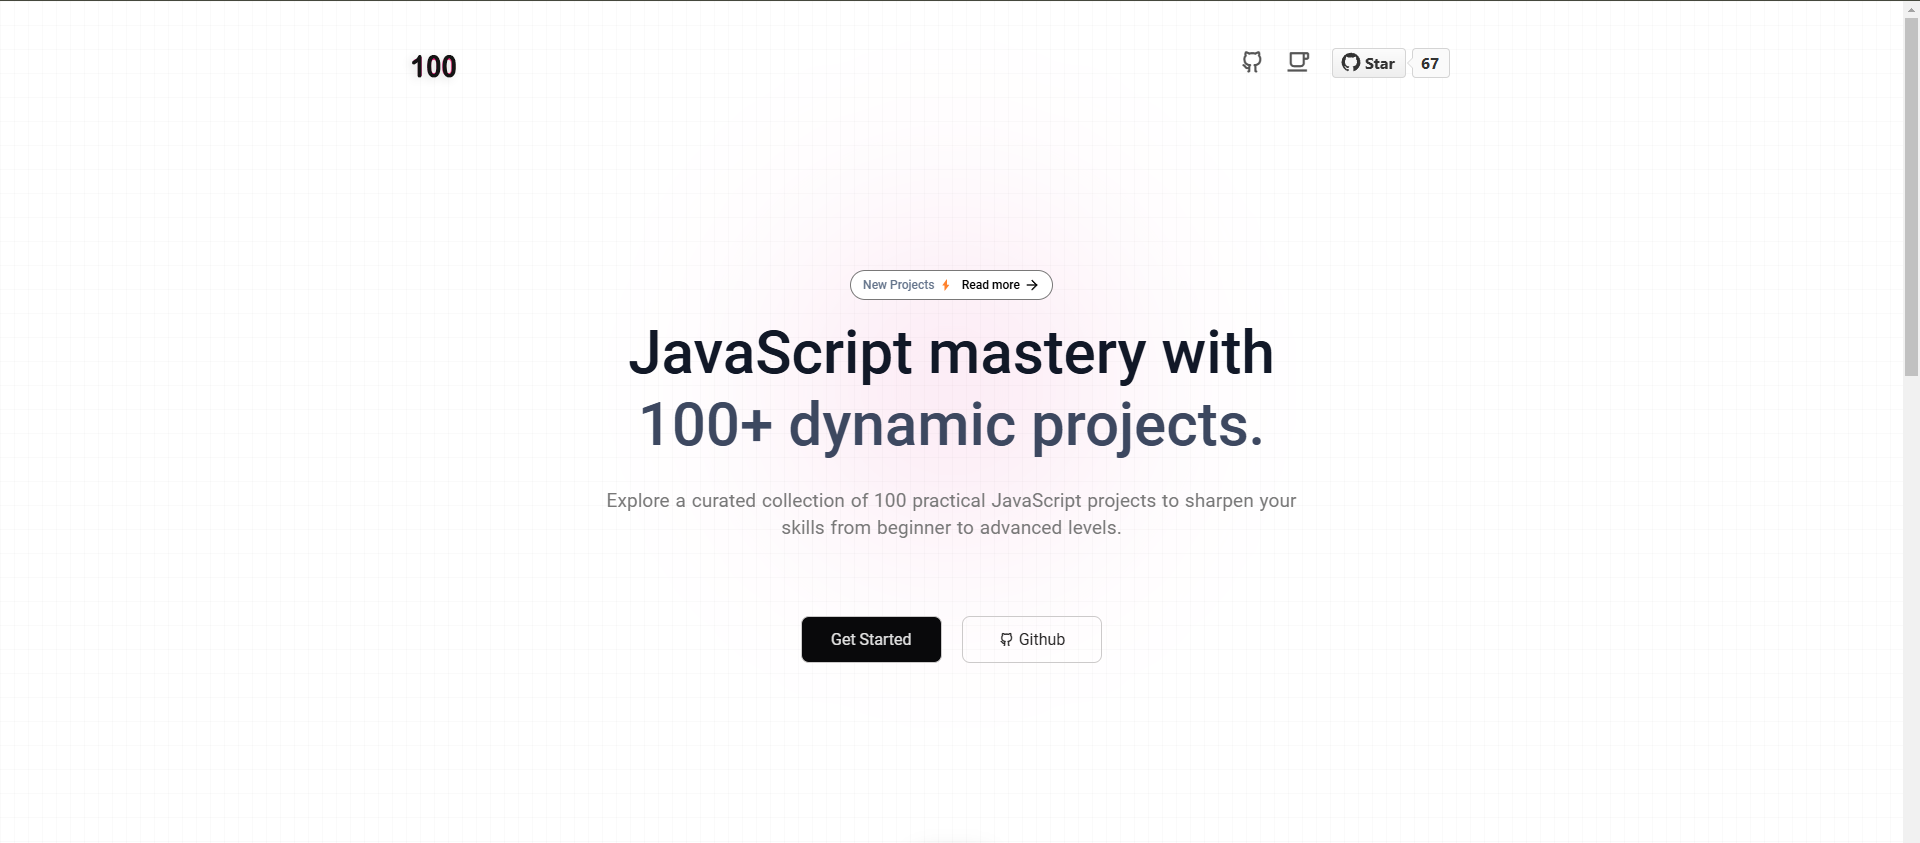 100
Star
67
New Projects Read more
JavaScript mastery with
100+ dynamic projects.
Explore a curated collection of 100 practical JavaScript projects to sharpen your
skills from beginner to advanced levels.
Get Started
Github